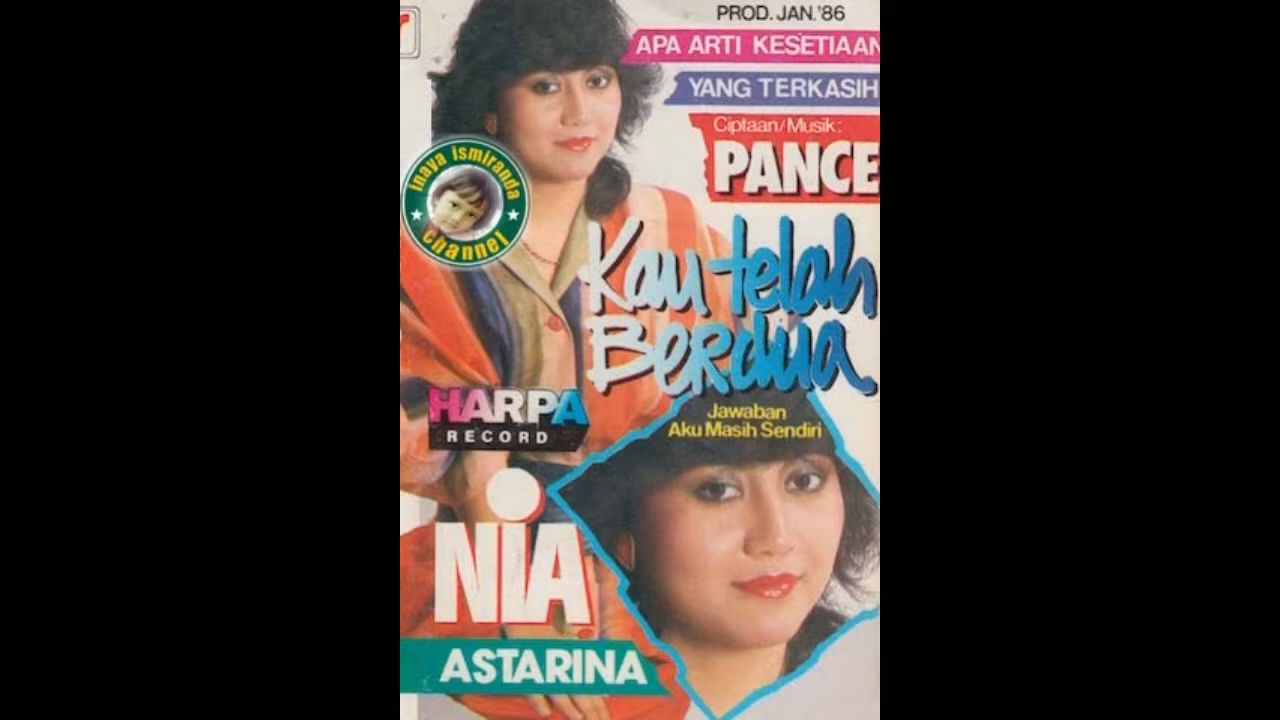 PROD. JAN.'86
APA ARTI KESETIAAN
YANG TERKASIH
Ciptaan/Musik:
PANCE
inaya ismiranda
channel
Kau telah
Berdua
Jawaban
Aku Masih Sendiri
HARPA
RECORD
NIA
ASTARINA